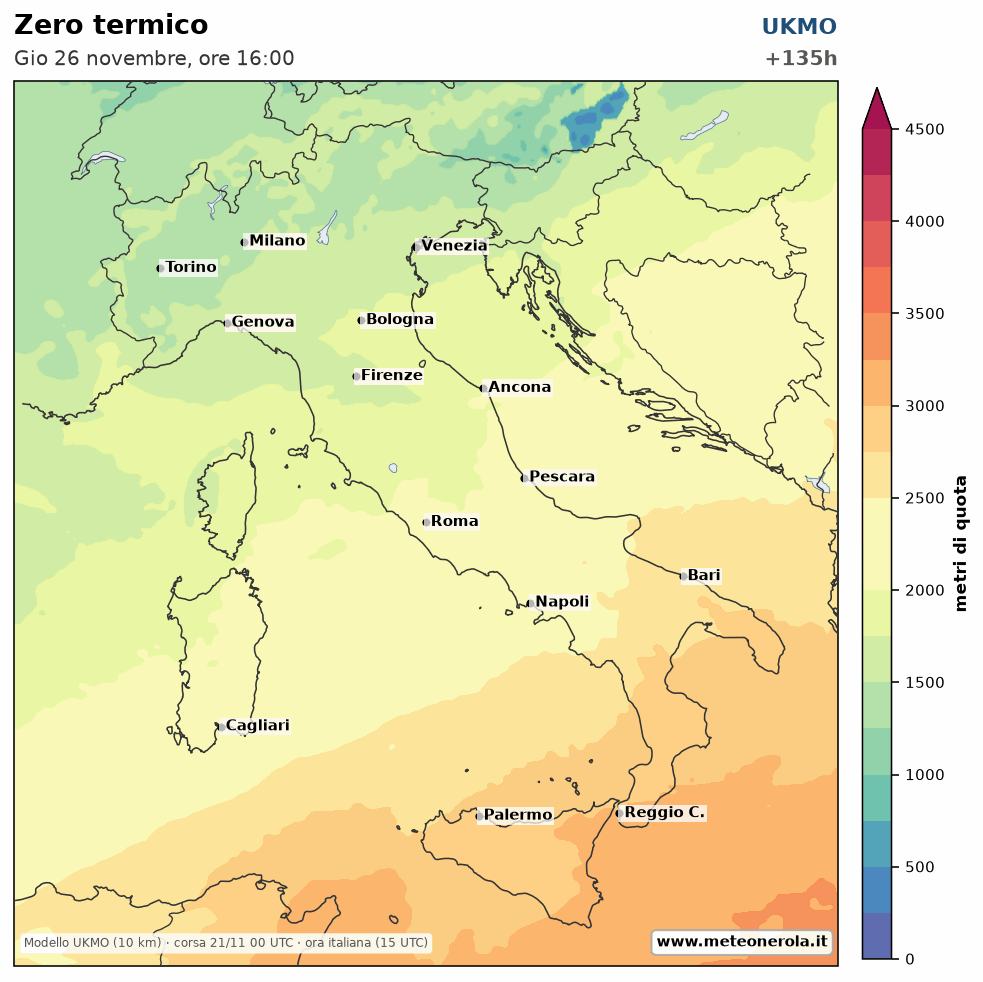 Zero termico
UKMO
Gio 26 novembre, ore 16:00
+135h
Milano
Venezia
Torino
Genova
Bologna
Firenze
Ancona
Pescara
Roma
Bari
Napoli
Cagliari
Palermo
Reggio C.
4500
4000
3500
3000
2500
2000
1500
1000
500
0
metri di quota
Modello UKMO (10 km) · corsa 21/11 00 UTC · ora italiana (15 UTC)
www.meteonerola.it